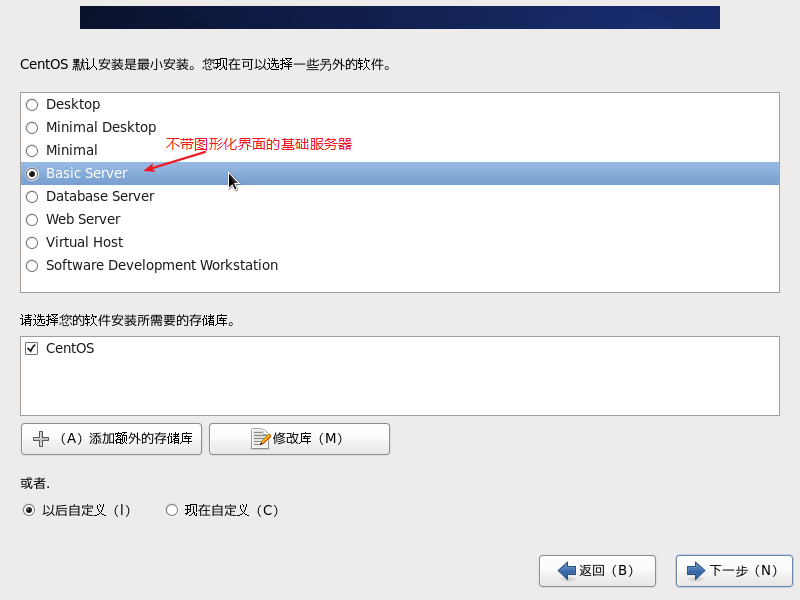 CentOS 默认安装是最小安装。您现在可以选择一些另外的软件。
Desktop
Minimal Desktop
不带图形化界面的基础服务器
Minimal
Basic Server
Database Server
Web Server
Virtual Host
Software Development Workstation
请选择您的软件安装所需要的存储库。
CentOS
（A）添加额外的存储库
修改库（M）
或者.
以后自定义（l）
现在自定义（C）
返回（B）
下一步（N）